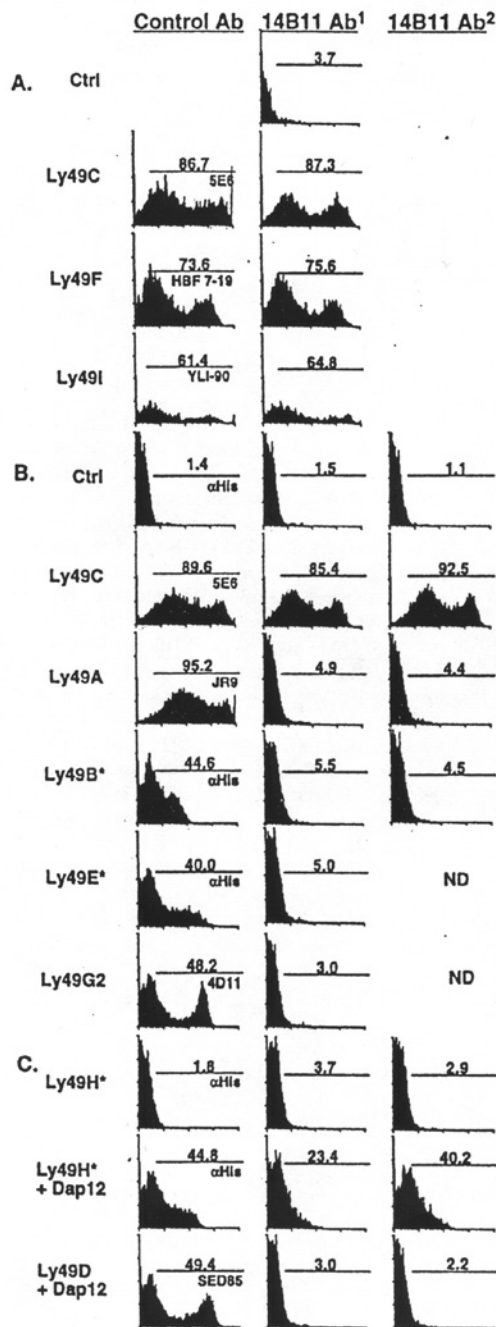 Control Ab 14B11 Ab1 14B11 Ab2
A. Ctrl 3.7
Ly49C 86.7 5E6 87.3
Ly49F 73.6 HBF 7-19 75.6
Ly49I 61.4 YLI-90 64.8
B. Ctrl 1.4 αHis 1.5 1.1
Ly49C 89.6 5E6 85.4 92.5
Ly49A 95.2 JR9 4.9 4.4
Ly49B* 44.6 αHis 5.5 4.5
Ly49E* 40.0 αHis 5.0 ND
Ly49G2 48.2 4D11 3.0 ND
C. Ly49H* 1.8 αHis 3.7 2.9
Ly49H* + Dap12 44.8 αHis 23.4 40.2
Ly49D + Dap12 49.4 SED85 3.0 2.2